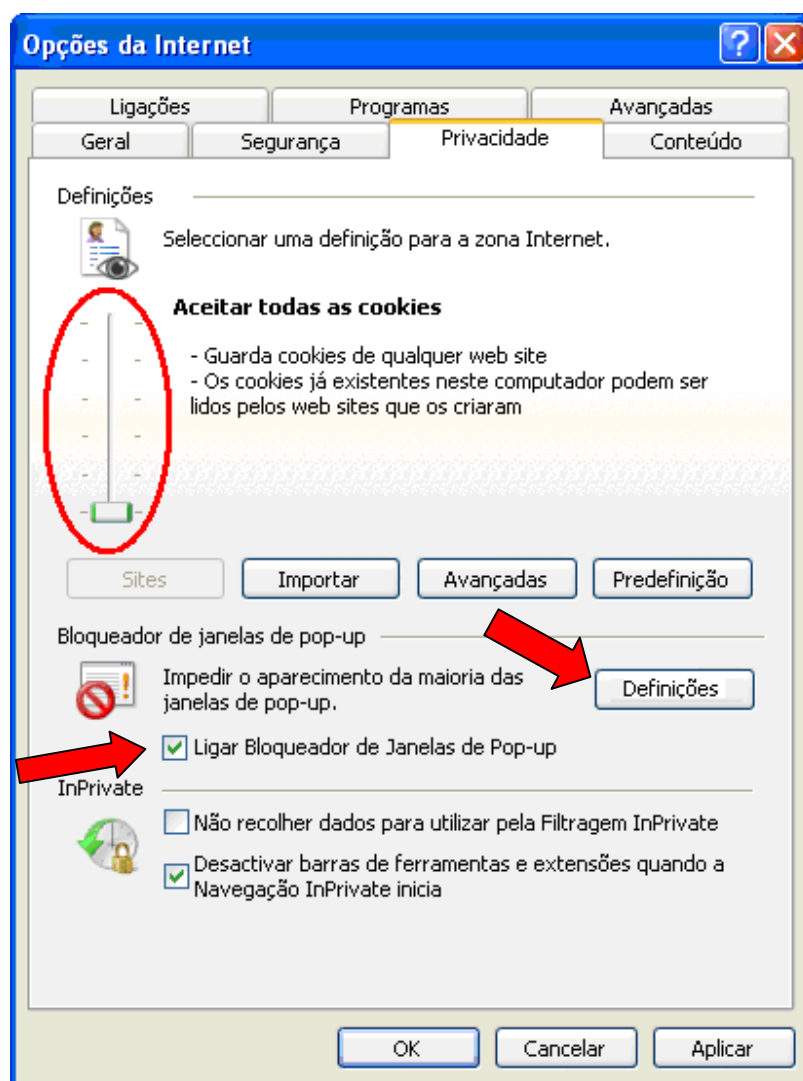 Opções da Internet
Ligações
Programas
Avançadas
Geral
Segurança
Privacidade
Conteúdo
Definições
Seleccionar uma definição para a zona Internet.
Aceitar todas as cookies
- Guarda cookies de qualquer web site
- Os cookies já existentes neste computador podem ser
lidos pelos web sites que os criaram
Sites
Importar
Avançadas
Predefinição
Bloqueador de janelas de pop-up
Impedir o aparecimento da maioria das
janelas de pop-up.
Definições
Ligar Bloqueador de Janelas de Pop-up
InPrivate
Não recolher dados para utilizar pela Filtragem InPrivate
Desactivar barras de ferramentas e extensões quando a
Navegação InPrivate inicia
OK
Cancelar
Aplicar